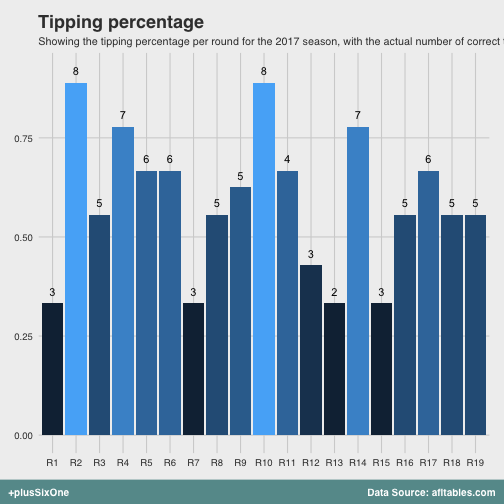 Tipping percentage
Showing the tipping percentage per round for the 2017 season, with the actual number of correct
3 8 5 7 6 6 3 5 5 8 4 3 2 7 3 5 6 5 5
0.75
0.50
0.25
0.00
R1 R2 R3 R4 R5 R6 R7 R8 R9 R10 R11 R12 R13 R14 R15 R16 R17 R18 R19
+plusSixOne Data Source: afltables.com